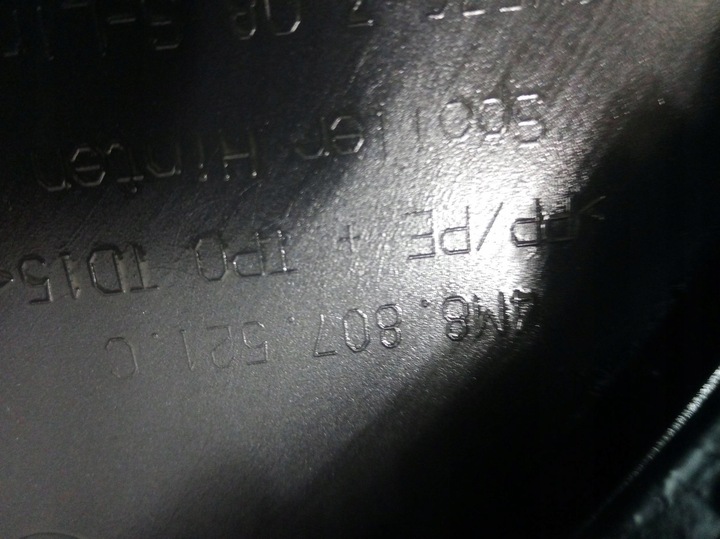 4M8.807.521.C
>PP/PE + TPO TD15<
Spoiler Hinten